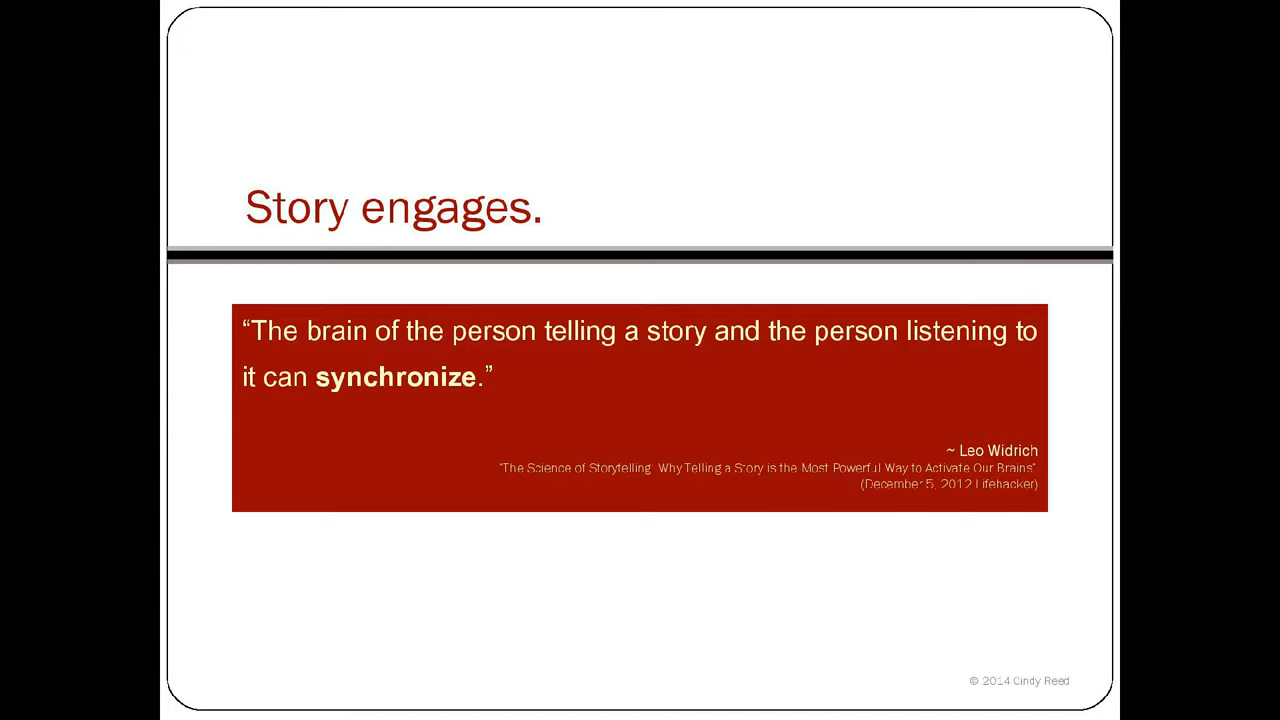 Story engages.
“The brain of the person telling a story and the person listening to
it can synchronize.”
~ Leo Widrich
“The Science of Storytelling: Why Telling a Story is the Most Powerful Way to Activate Our Brains”
(December 5, 2012 Lifehacker)
© 2014 Cindy Reed